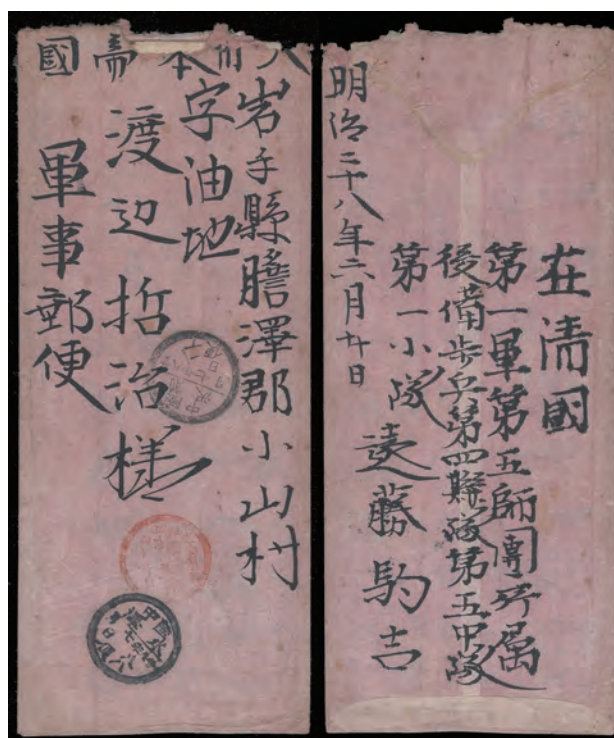 大日本帝國
岩手縣膽澤郡小山村
字油地
渡辺哲治様
軍事郵便
在清國
第一軍第五師團所属
後備歩兵第四聯隊第五中隊
第一小隊
遠藤駒吉
明治二十八年六月廿日